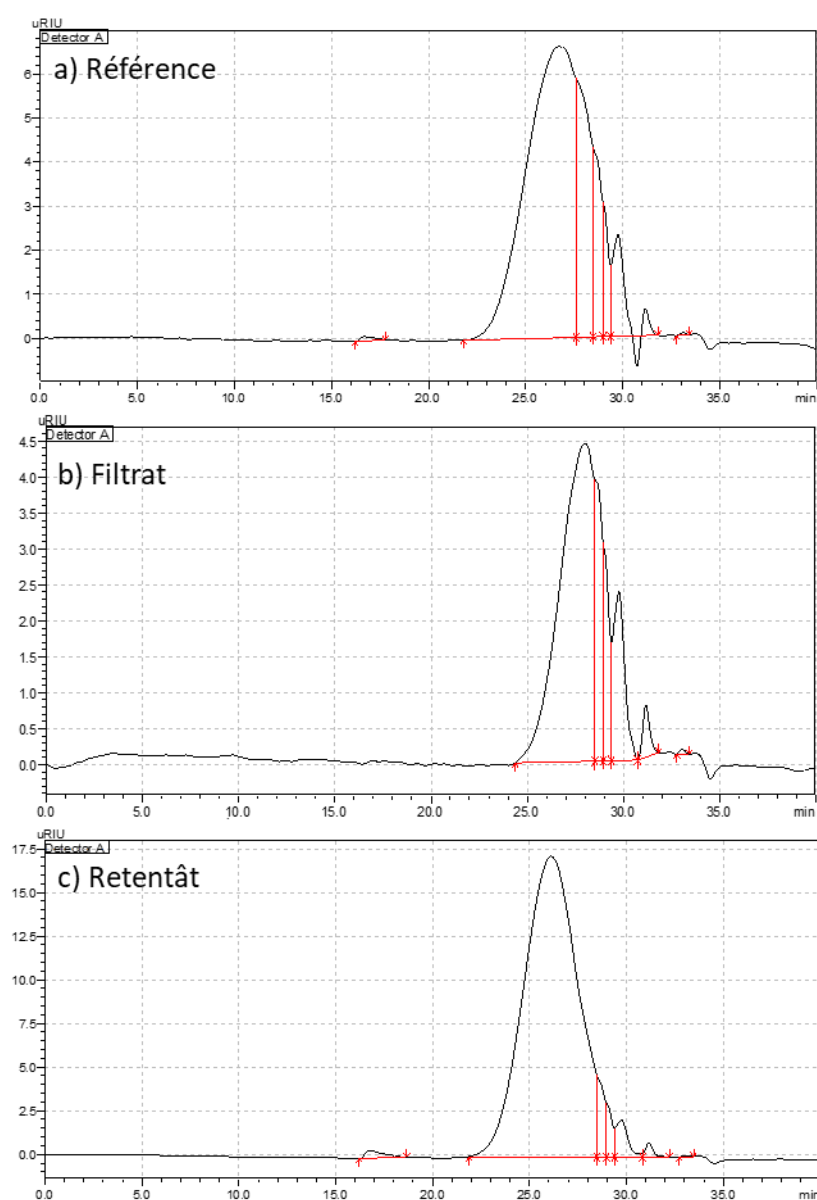 uRIU
Detector A
a) Référence
6
5
4
3
2
1
0
0.0 5.0 10.0 15.0 20.0 25.0 30.0 35.0 min
uRIU
Detector A
b) Filtrat
4.5
4.0
3.5
3.0
2.5
2.0
1.5
1.0
0.5
0.0
0.0 5.0 10.0 15.0 20.0 25.0 30.0 35.0 min
uRIU
Detector A
c) Retentât
17.5
15.0
12.5
10.0
7.5
5.0
2.5
0.0
0.0 5.0 10.0 15.0 20.0 25.0 30.0 35.0 min